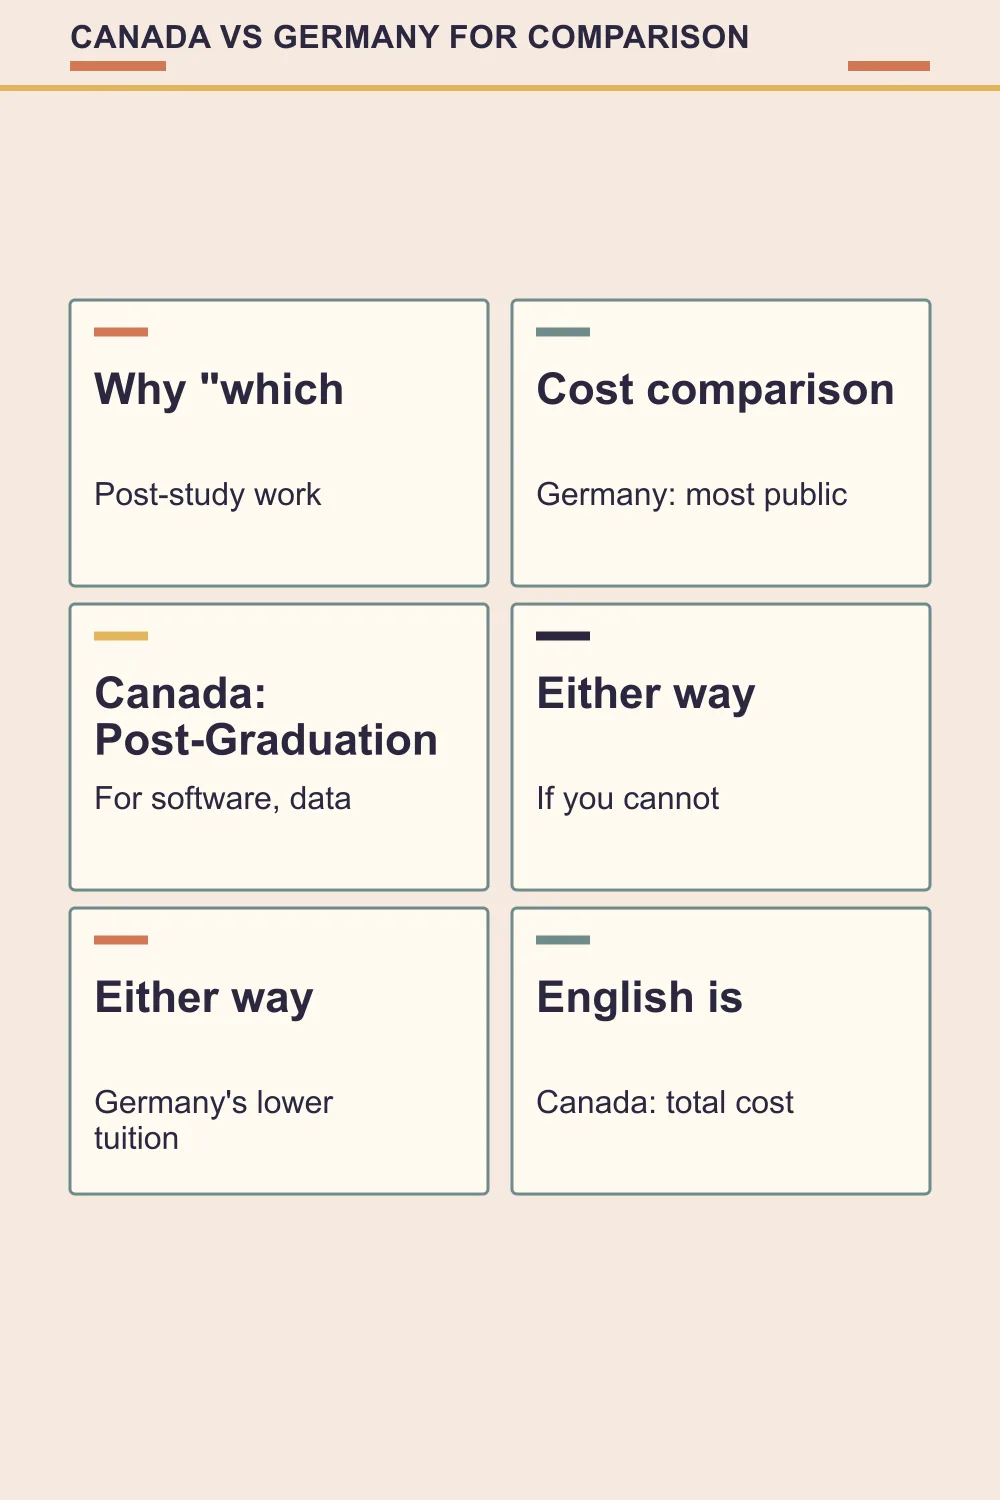 CANADA VS GERMANY FOR COMPARISON
Why "which
Post-study work
Cost comparison
Germany: most public
Canada:
Post-Graduation
For software, data
Either way
If you cannot
Either way
Germany's lower
tuition
English is
Canada: total cost